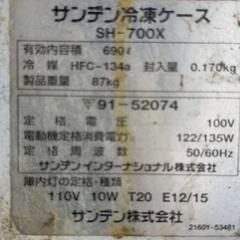 サンデン冷凍ケース
SH-700X
有効内容積 690ℓ
冷媒 HFC-134a 封入量 0.170kg
製品重量 87kg
91-52074
定格電圧 100V
電動機定格消費電力 122/135W
定格周波数 50/60Hz
サンデンインターナショナル株式会社
庫内灯の定格・種類
110V 10W T20 E12/15
サンデン株式会社
21601-53481